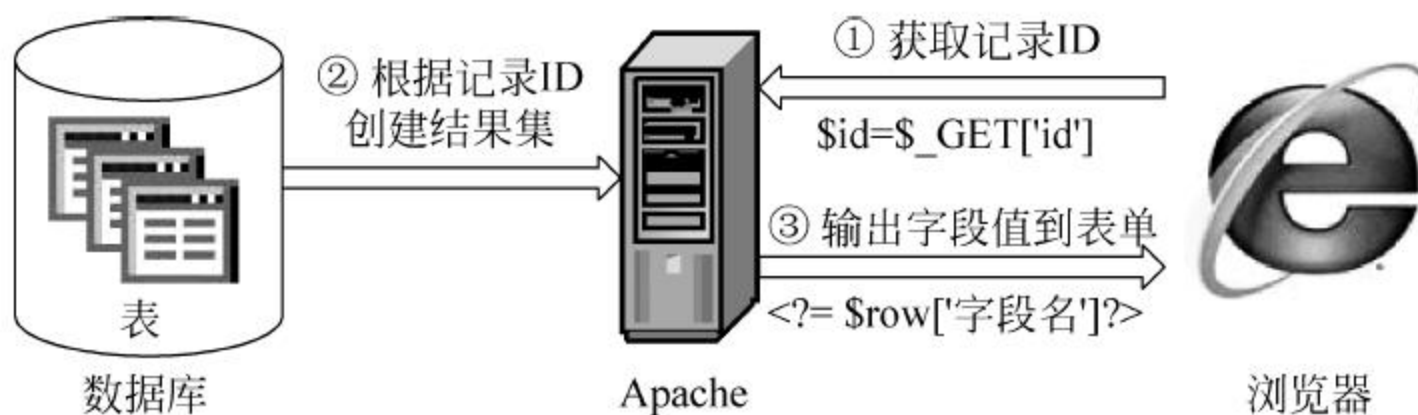 ① 获取记录ID
② 根据记录ID
创建结果集
$id=$_GET['id']
③ 输出字段值到表单
<?= $row['字段名']?>
表
数据库
Apache
浏览器